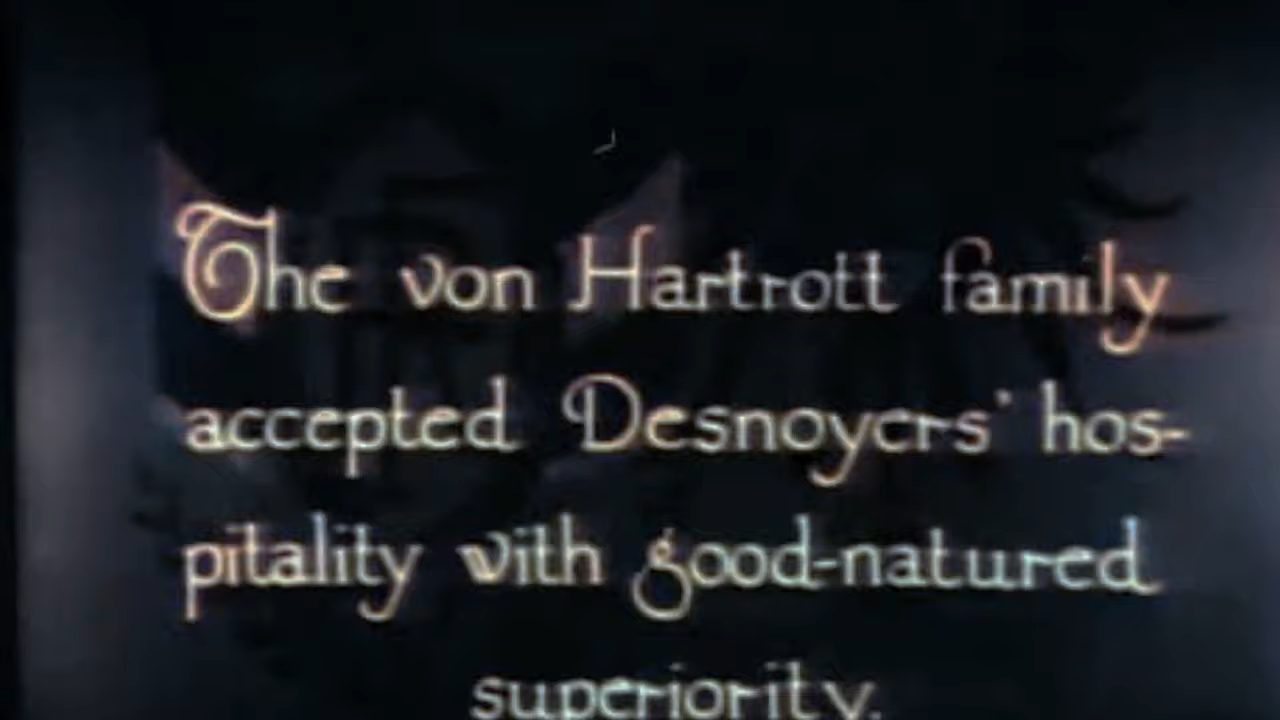 The von Hartrott family
accepted Desnoyers' hos-
pitality with good-natured
superiority.